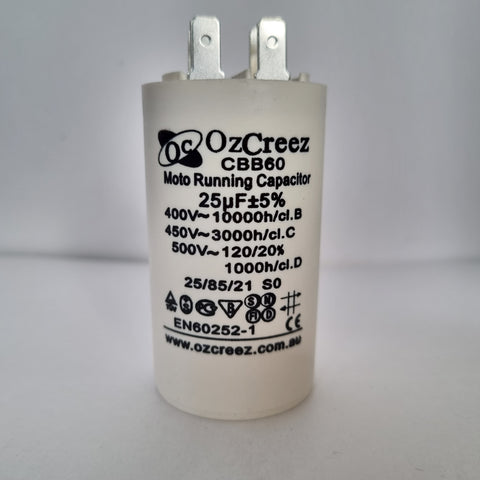 OC OzCreez
CBB60
Moto Running Capacitor
25µF±5%
400V~10000h/cl.B
450V~3000h/cl.C
500V~120/20%
1000h/cl.D
25/85/21 S0
EN60252-1 CE
www.ozcreez.com.au